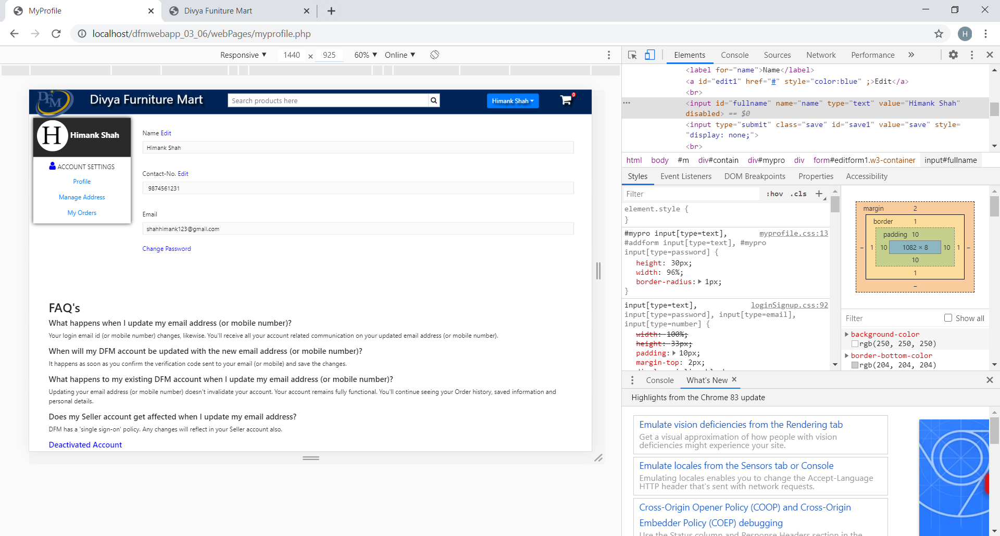 MyProfile
Divya Funiture Mart
localhost/dfmwebapp_03_06/webPages/myprofile.php
H
Responsive ▼ 1440 × 925 60% ▼ Online ▼
DFM
Divya Furniture Mart
Search products here
Himank Shah
0
H
Himank Shah
ACCOUNT SETTINGS
Profile
Manage Address
My Orders
Name Edit
Himank Shah
Contact-No. Edit
9874561231
Email
shahhimank123@gmail.com
Change Password
FAQ's
What happens when I update my email address (or mobile number)?
Your login email id (or mobile number) changes, likewise. You'll receive all your account related communication on your updated email address (or mobile number).
When will my DFM account be updated with the new email address (or mobile number)?
It happens as soon as you confirm the verification code sent to your email (or mobile) and save the changes.
What happens to my existing DFM account when I update my email address (or mobile number)?
Updating your email address (or mobile number) doesn't invalidate your account. Your account remains fully functional. You'll continue seeing your Order history, saved information and
personal details.
Does my Seller account get affected when I update my email address?
DFM has a 'single sign-on' policy. Any changes will reflect in your Seller account also.
Deactivated Account
Elements Console Sources Network Performance »
<label for="name">Name</label>
<a id="edit1" href="#" style="color:blue" ;>Edit</a>
<br>
<input id="fullname" name="name" type="text" value="Himank Shah"
disabled> == $0
<input type="submit" class="save" id="save1" value="save" style=
"display: none;">
<br>
html body #m div#contain div#mypro div form#editform1.w3-container input#fullname
Styles Event Listeners DOM Breakpoints Properties Accessibility
Filter :hov .cls +
element.style {
}
#mypro input[type=text], myprofile.css:13
#addform input[type=text], #mypro
input[type=password] {
height: 30px;
width: 96%;
border-radius: 1px;
}
input[type=text], loginSignup.css:92
input[type=password], input[type=email],
input[type=number] {
width: 100%;
height: 33px;
padding: 10px;
margin-top: 2px;
margin 2
border 1
padding 10
– 1 10 1082 × 8 10 1 –
10
1
–
Filter Show all
background-color
rgb(250, 250, 250)
border-bottom-color
rgb(204, 204, 204)
Console What's New
Highlights from the Chrome 83 update
Emulate vision deficiencies from the Rendering tab
Get a visual approximation of how people with vision
deficiencies might experience your site.
Emulate locales from the Sensors tab or Console
Emulating locales enables you to change the Accept-Language
HTTP header that's sent with network requests.
Cross-Origin Opener Policy (COOP) and Cross-Origin
Embedder Policy (COEP) debugging
Use the Status column and Response Headers section in the